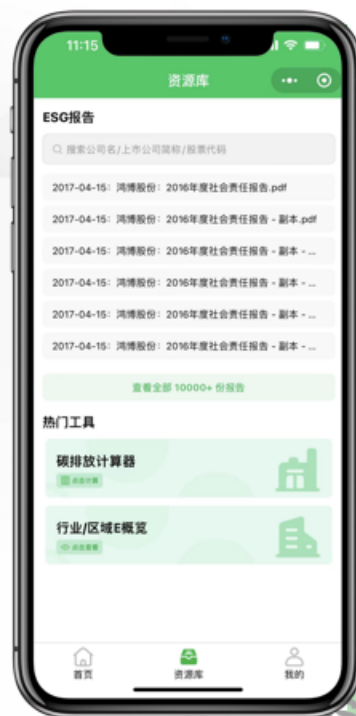 11:15
资源库
ESG报告
搜索公司名/上市公司简称/股票代码
2017-04-15：鸿博股份：2016年度社会责任报告.pdf
2017-04-15：鸿博股份：2016年度社会责任报告 - 副本.pdf
2017-04-15：鸿博股份：2016年度社会责任报告 - 副本 - ...
2017-04-15：鸿博股份：2016年度社会责任报告 - 副本 - ...
2017-04-15：鸿博股份：2016年度社会责任报告 - 副本 - ...
2017-04-15：鸿博股份：2016年度社会责任报告 - 副本 - ...
查看全部 10000+ 份报告
热门工具
碳排放计算器
点击计算
行业/区域E概览
点击查看
首页
资源库
我的